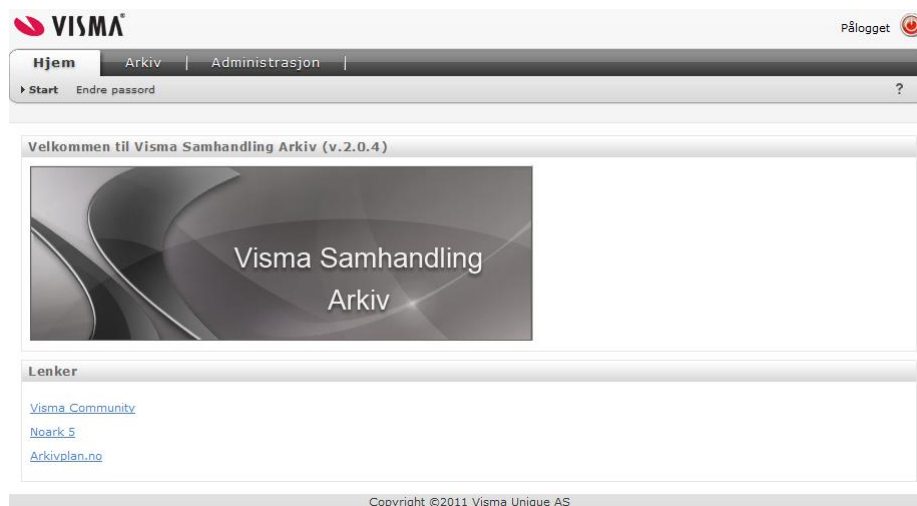 VISMA®
Pålogget
Hjem Arkiv | Administrasjon |
Start Endre passord ?
Velkommen til Visma Samhandling Arkiv (v.2.0.4)
Visma Samhandling
Arkiv
Lenker
Visma Community
Noark 5
Arkivplan.no
Copyright ©2011 Visma Unique AS